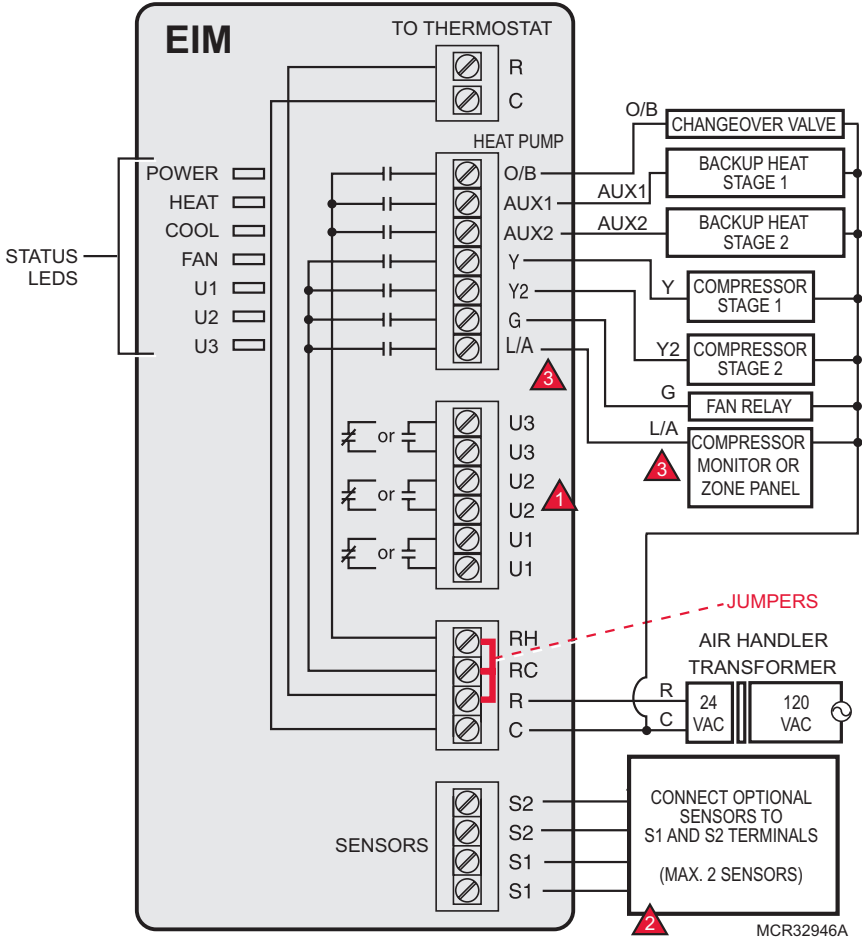 EIM
TO THERMOSTAT
R
C
HEAT PUMP
O/B
AUX1
AUX2
Y
Y2
G
L/A
3
POWER
HEAT
COOL
FAN
U1
U2
U3
STATUS
LEDS
O/B
CHANGEOVER VALVE
AUX1
BACKUP HEAT
STAGE 1
AUX2
BACKUP HEAT
STAGE 2
Y
COMPRESSOR
STAGE 1
Y2
COMPRESSOR
STAGE 2
G
FAN RELAY
L/A
3
COMPRESSOR
MONITOR OR
ZONE PANEL
or
or
or
U3
U3
U2
U2
U1
U1
1
JUMPERS
RH
RC
R
C
AIR HANDLER
TRANSFORMER
R
C
24
VAC
120
VAC
SENSORS
S2
S2
S1
S1
CONNECT OPTIONAL
SENSORS TO
S1 AND S2 TERMINALS
(MAX. 2 SENSORS)
2
MCR32946A